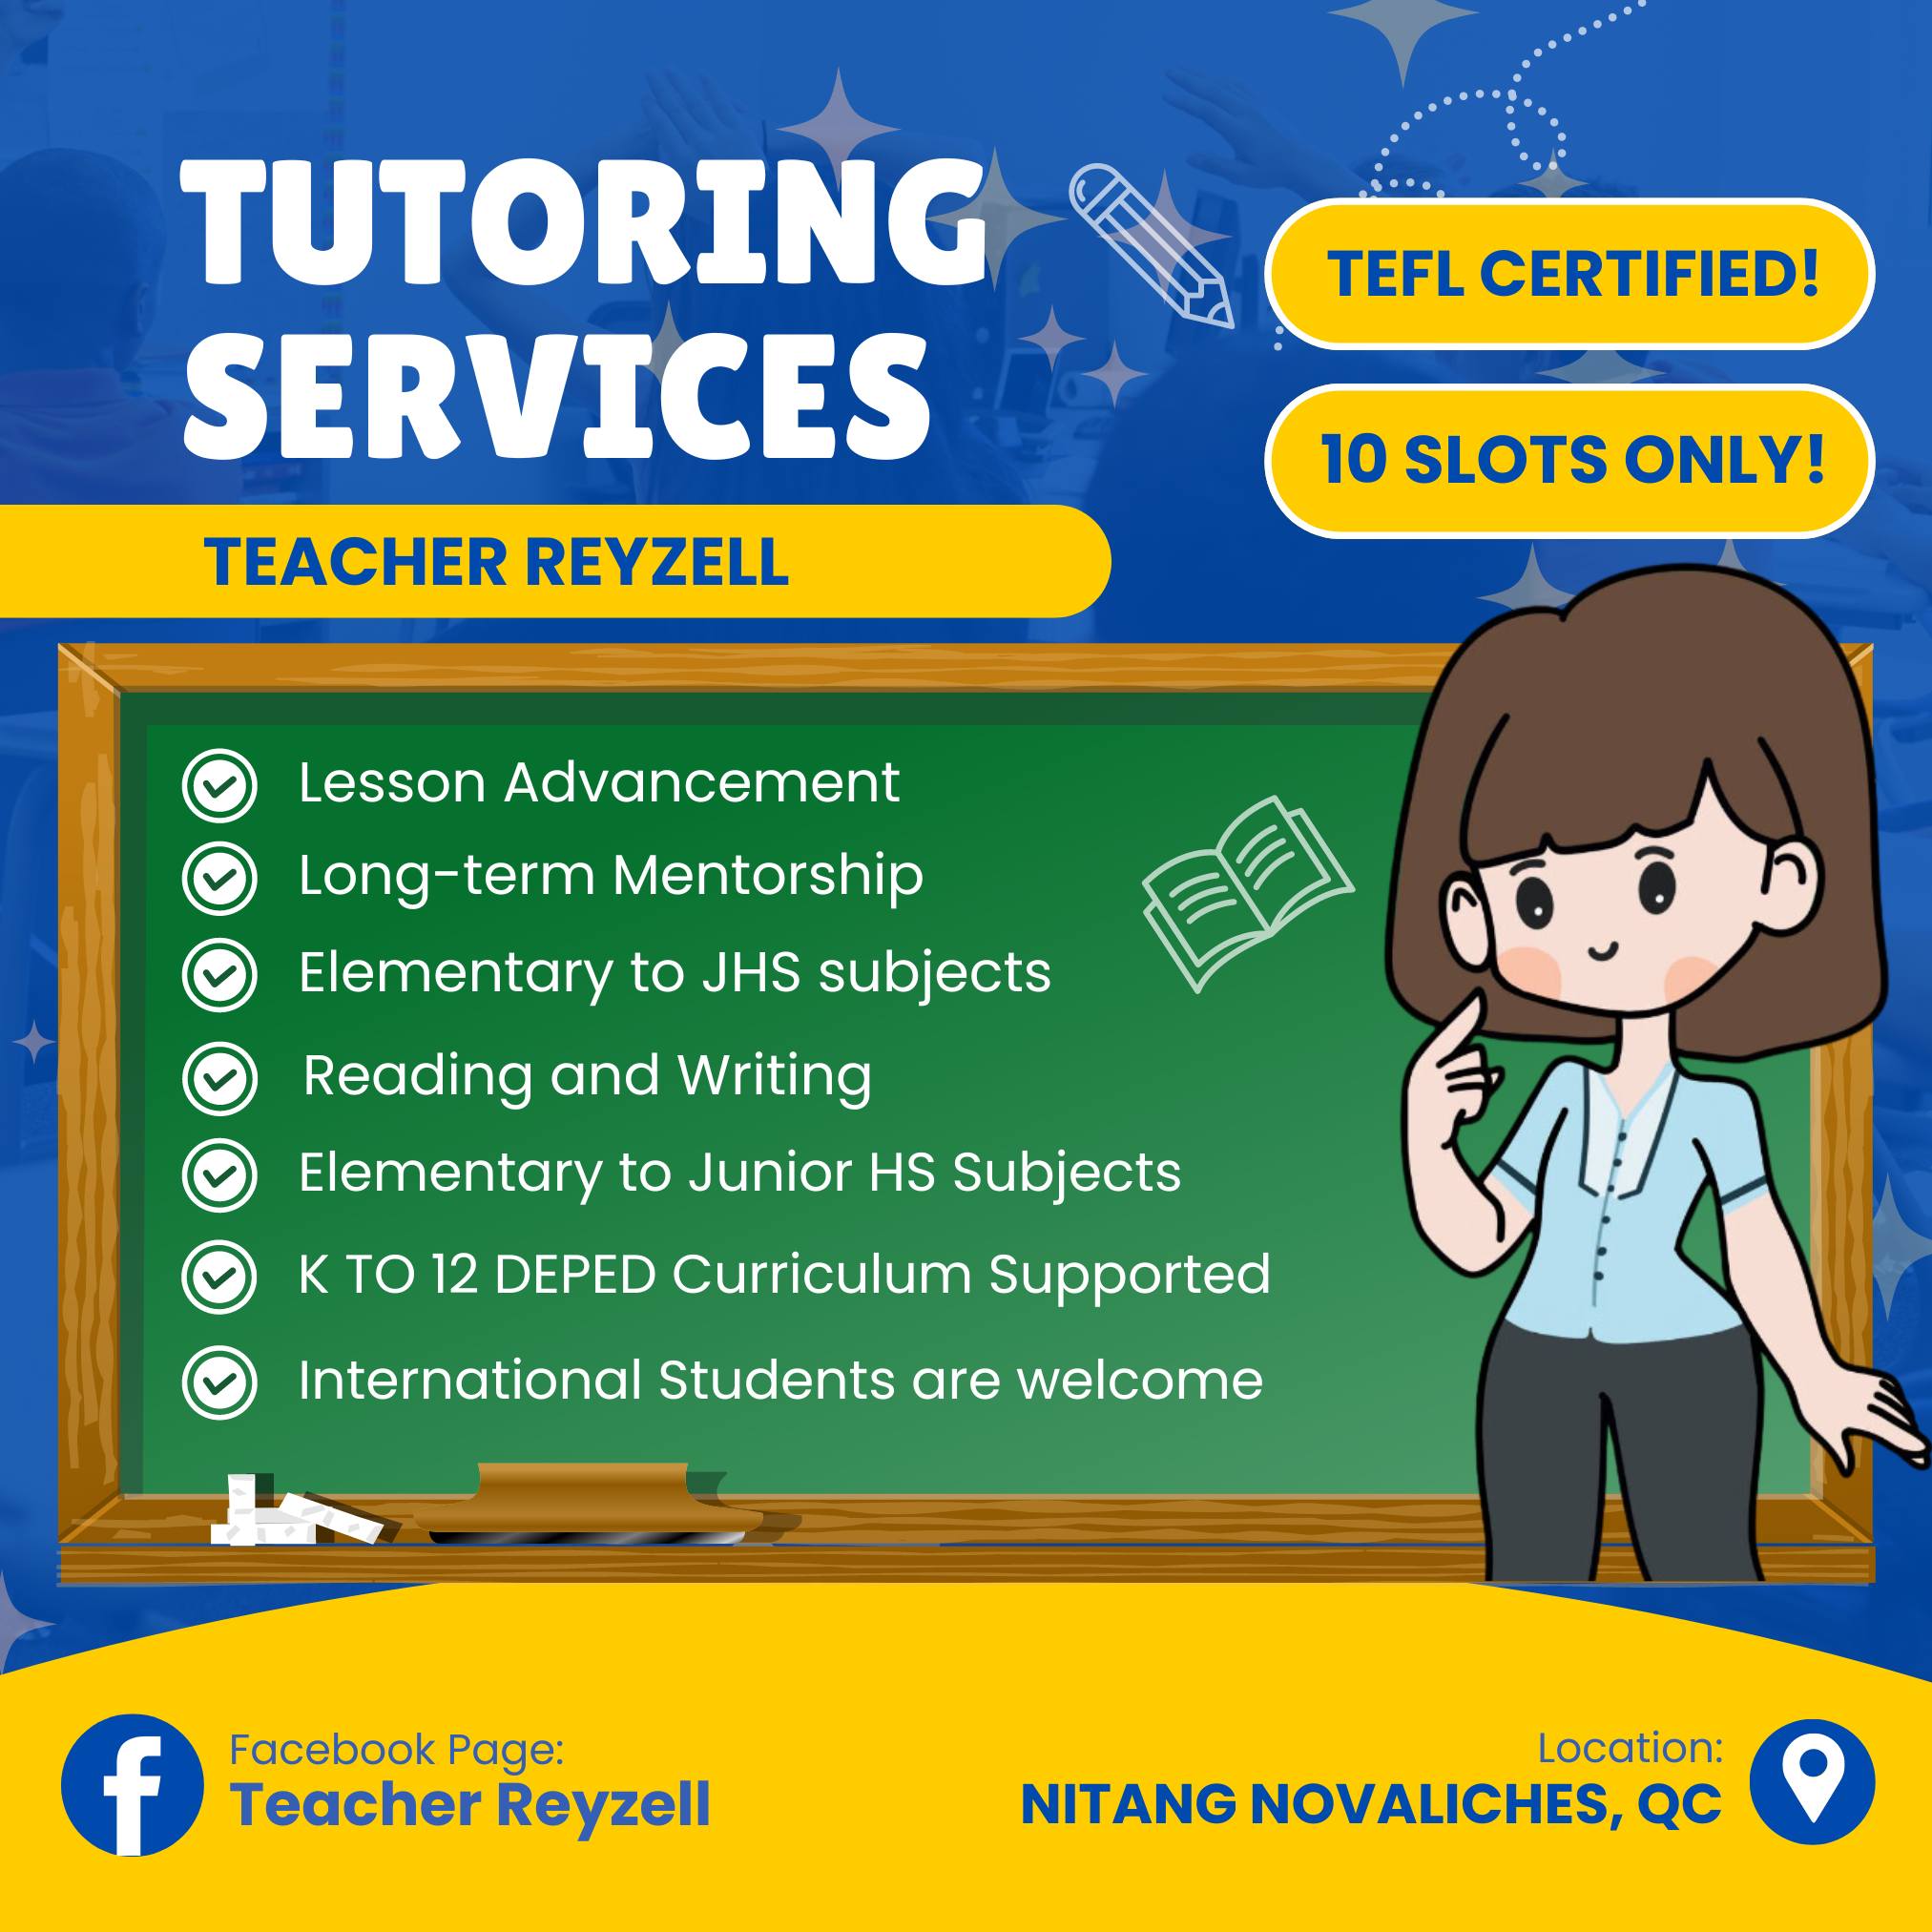 TUTORING
SERVICES
TEFL CERTIFIED!
10 SLOTS ONLY!
TEACHER REYZELL
Lesson Advancement
Long-term Mentorship
Elementary to JHS subjects
Reading and Writing
Elementary to Junior HS Subjects
K TO 12 DEPED Curriculum Supported
International Students are welcome
Facebook Page:
Teacher Reyzell
Location:
NITANG NOVALICHES, QC